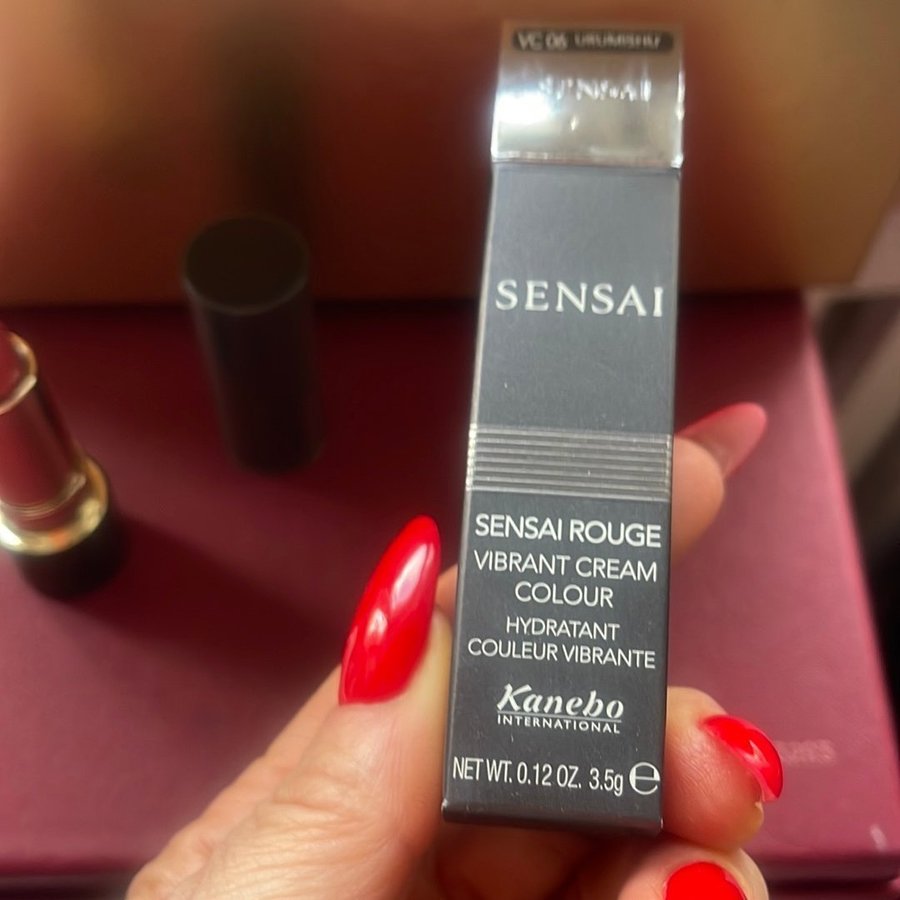 VC 06 URUMISHU
SENSAI
SENSAI
SENSAI ROUGE
VIBRANT CREAM
COLOUR
HYDRATANT
COULEUR VIBRANTE
Kanebo
INTERNATIONAL
NET WT. 0.12 OZ. 3.5g ℮